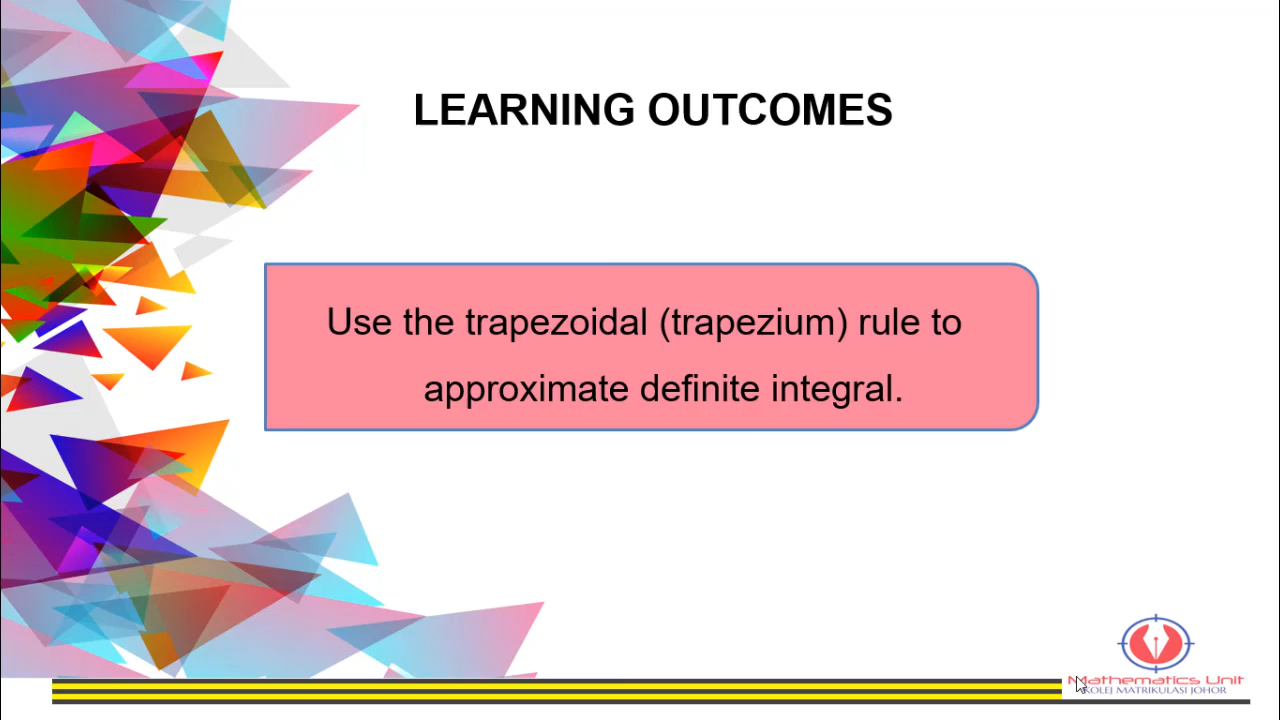 LEARNING OUTCOMES
Use the trapezoidal (trapezium) rule to
approximate definite integral.
Mathematics Unit
KOLEJ MATRIKULASI JOHOR